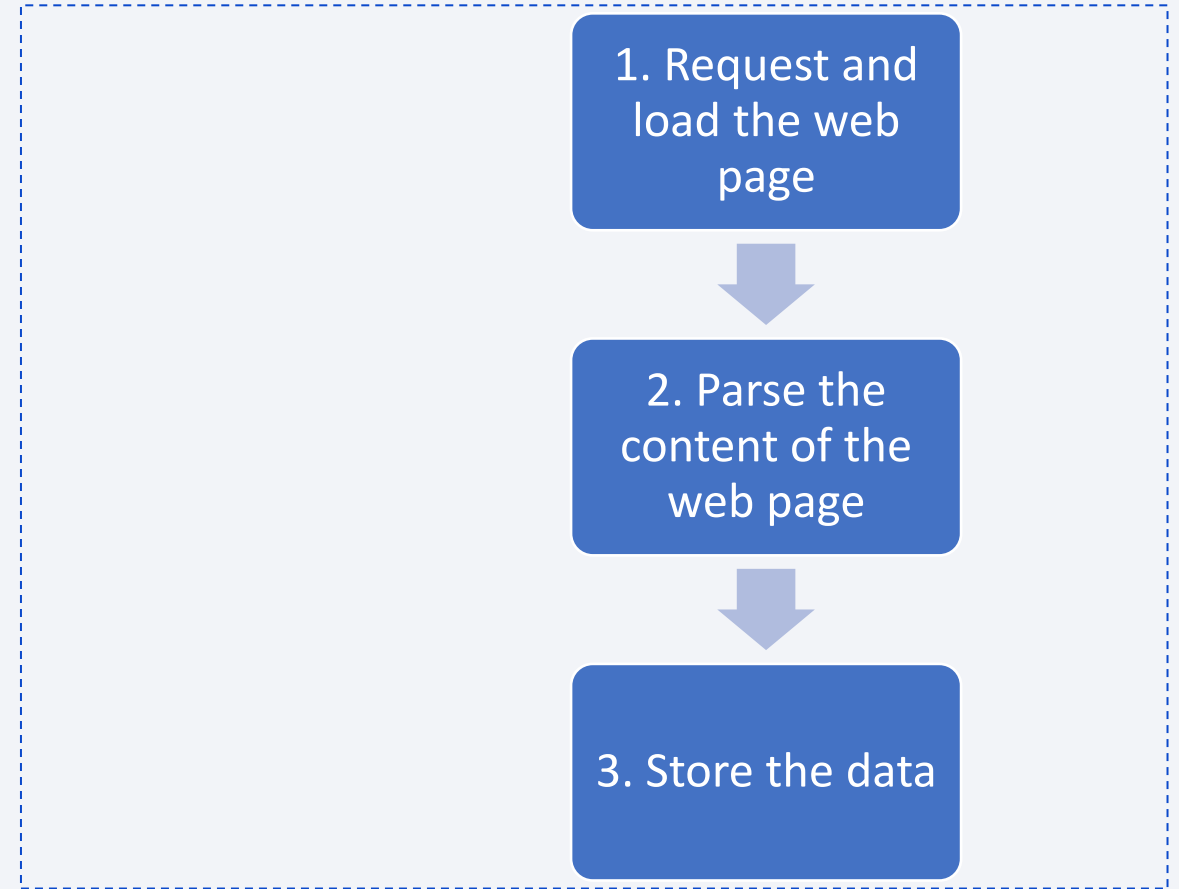 1. Request and
load the web
page
2. Parse the
content of the
web page
3. Store the data